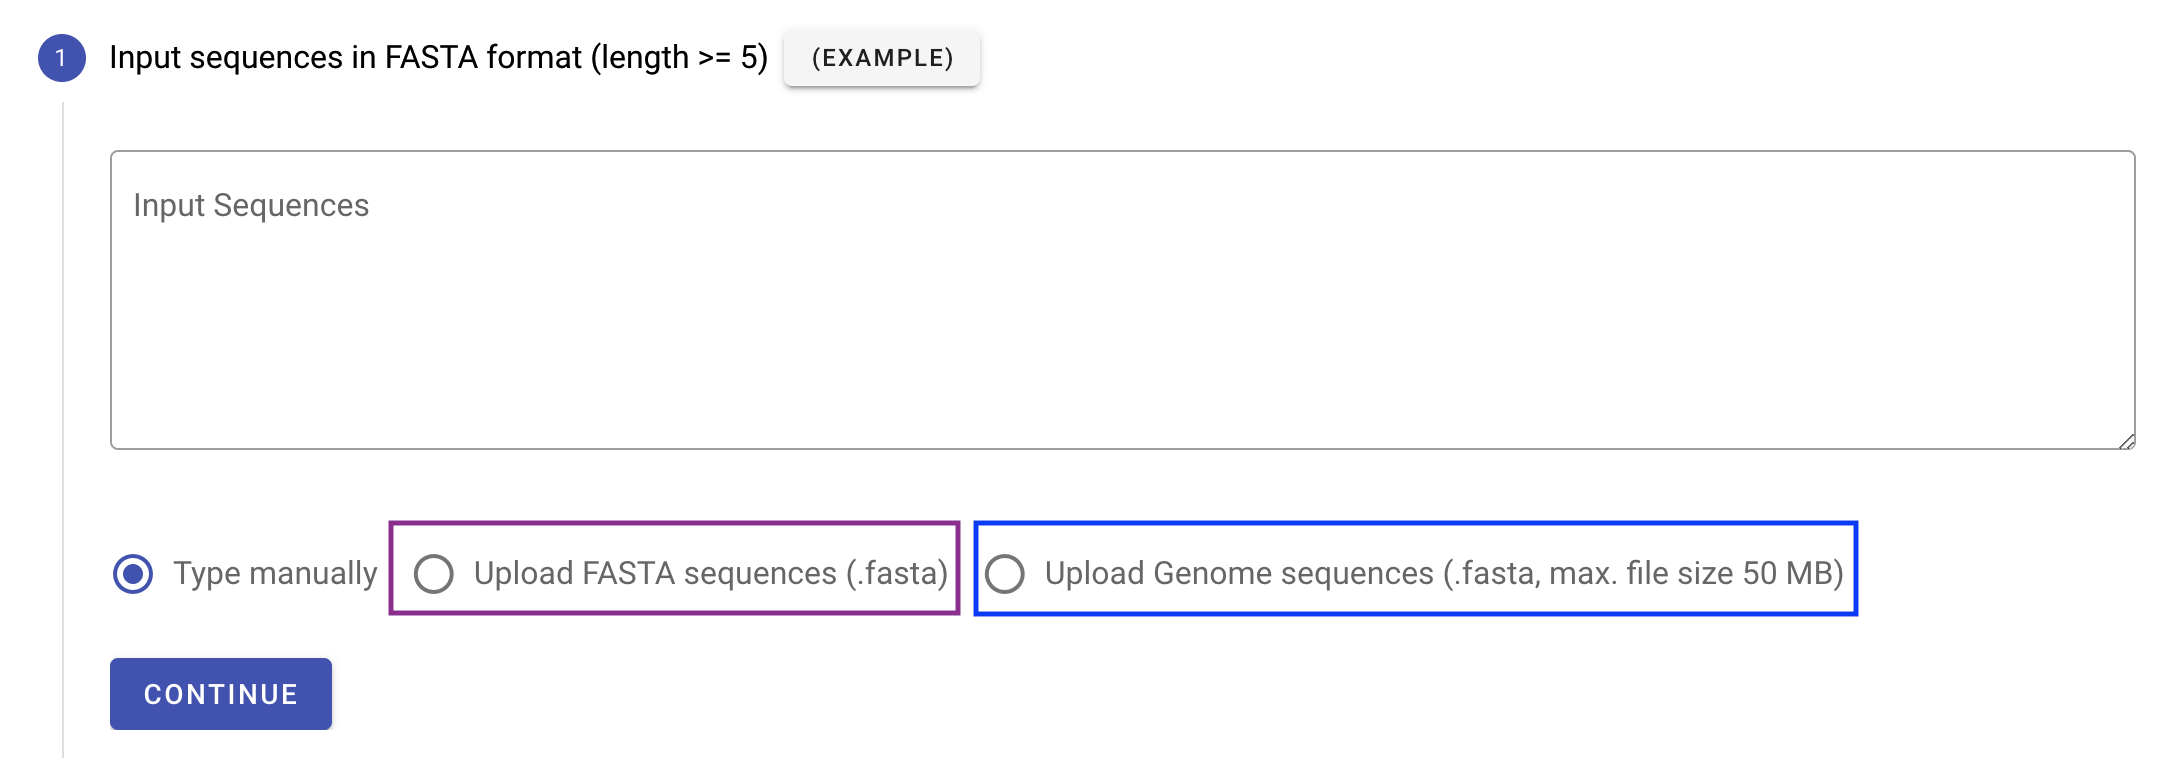 1 Input sequences in FASTA format (length >= 5) (EXAMPLE)
Input Sequences
Type manually Upload FASTA sequences (.fasta) Upload Genome sequences (.fasta, max. file size 50 MB)
CONTINUE